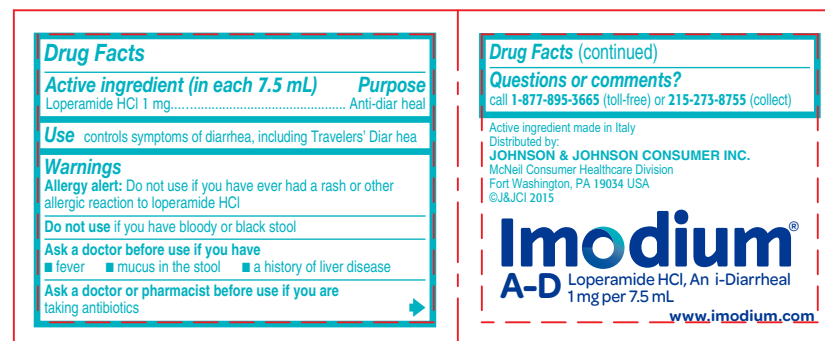 Drug Facts
Active ingredient (in each 7.5 mL) Purpose
Loperamide HCl 1 mg..................................................... Anti-diar heal
Use controls symptoms of diarrhea, including Travelers' Diar hea
Warnings
Allergy alert: Do not use if you have ever had a rash or other
allergic reaction to loperamide HCl
Do not use if you have bloody or black stool
Ask a doctor before use if you have
■ fever ■ mucus in the stool ■ a history of liver disease
Ask a doctor or pharmacist before use if you are
taking antibiotics
Drug Facts (continued)
Questions or comments?
call 1-877-895-3665 (toll-free) or 215-273-8755 (collect)
Active ingredient made in Italy
Distributed by:
JOHNSON & JOHNSON CONSUMER INC.
McNeil Consumer Healthcare Division
Fort Washington, PA 19034 USA
©J&JCI 2015
Imodium®
A-D Loperamide HCl, An i-Diarrheal
1 mg per 7.5 mL
www.imodium.com